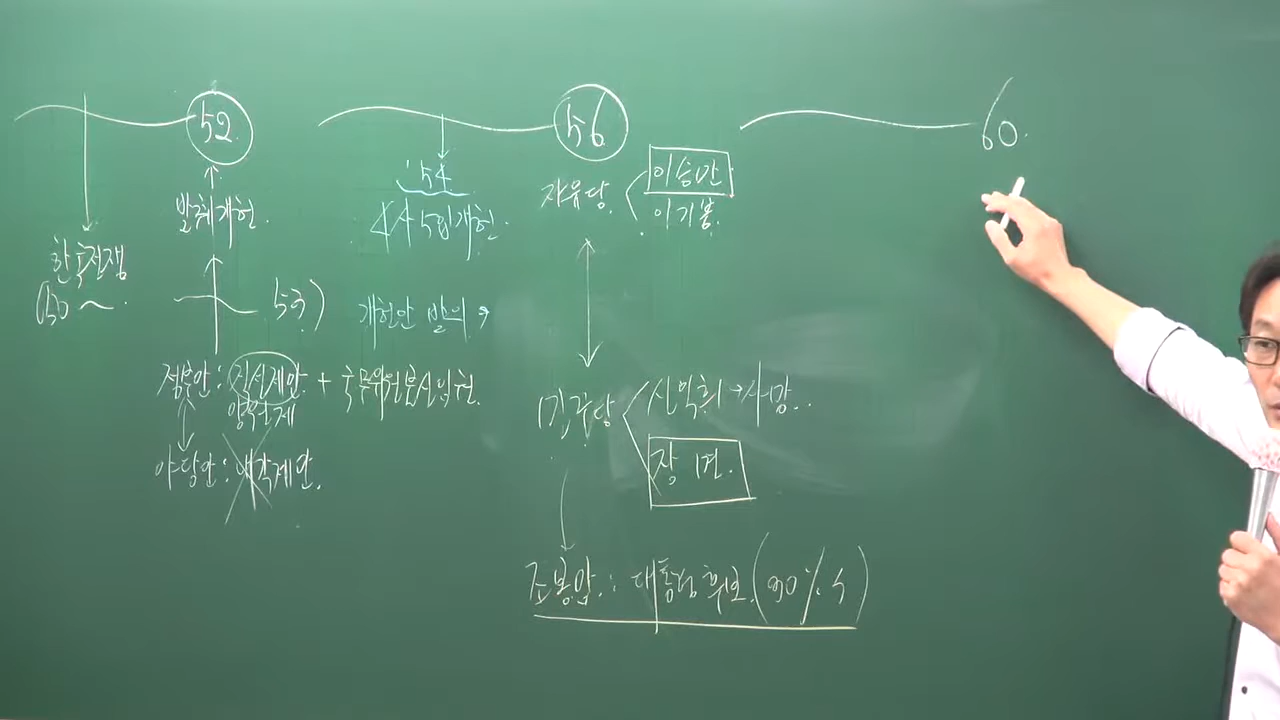 52.
발췌개헌.
한국전쟁
(50 ~
53)
정부안 : 직선제안 + 국무위원불신임권.
양원제
야당안 : 내각제안.
54
4사5입개헌.
개헌안 발의
56
자유당
이승만
이기붕.
민주당
신익희 → 사망..
장 면.
조봉암 : 대통령 후보. (30% ↑)
60.